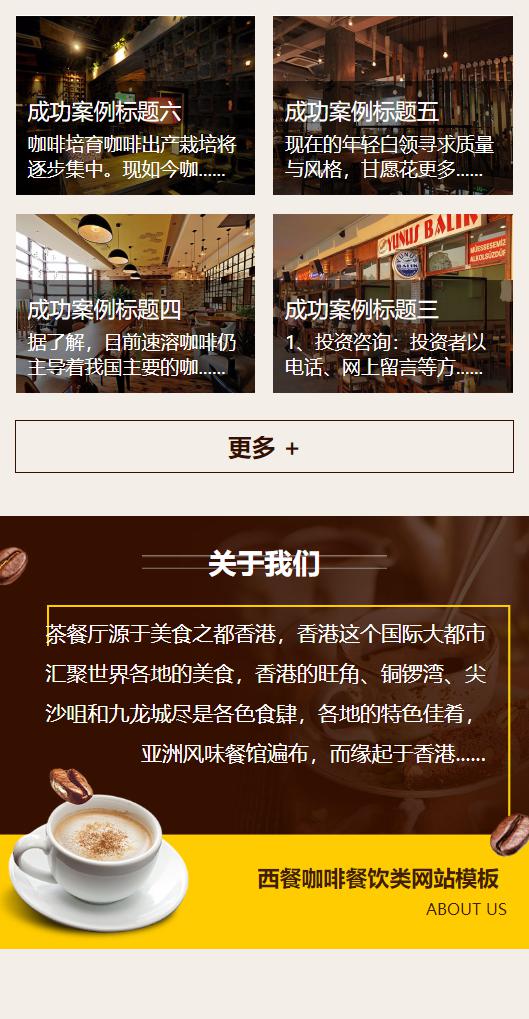 成功案例标题六
咖啡培育咖啡出产栽培将
逐步集中。现如今咖......
成功案例标题五
现在的年轻白领寻求质量
与风格，甘愿花更多......
成功案例标题四
据了解，目前速溶咖啡仍
主导着我国主要的咖......
YUNUS BALIK
MÜESSESEMİZ
ALKOLSÜZDÜR
成功案例标题三
1、投资咨询：投资者以
电话、网上留言等方......
更多 +
关于我们
茶餐厅源于美食之都香港，香港这个国际大都市
汇聚世界各地的美食，香港的旺角、铜锣湾、尖
沙咀和九龙城尽是各色食肆，各地的特色佳肴，
亚洲风味餐馆遍布，而缘起于香港......
西餐咖啡餐饮类网站模板
ABOUT US